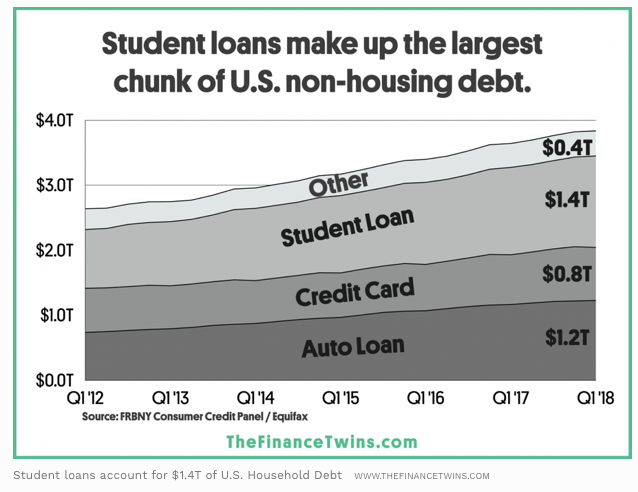 Student loans make up the largest
chunk of U.S. non-housing debt.
$4.0T
$3.0T
$2.0T
$1.0T
$0.0T
Other
$0.4T
Student Loan
$1.4T
Credit Card
$0.8T
Auto Loan
$1.2T
Q1 '12 Q1 '13 Q1 '14 Q1 '15 Q1 '16 Q1 '17 Q1 '18
Source: FRBNY Consumer Credit Panel / Equifax
TheFinanceTwins.com
Student loans account for $1.4T of U.S. Household Debt WWW.THEFINANCETWINS.COM